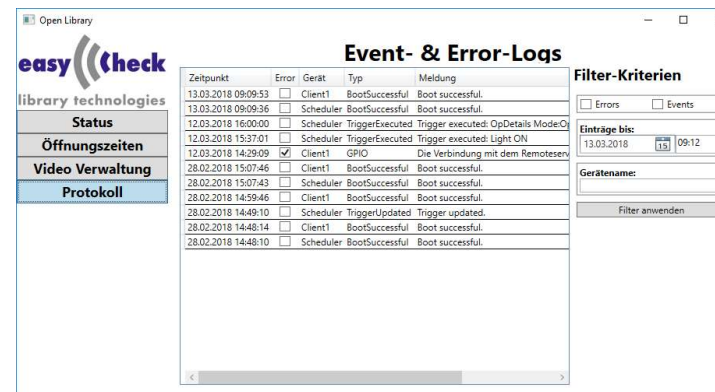 Open Library
easy Check
library technologies
Status
Öffnungszeiten
Video Verwaltung
Protokoll
Event- & Error-Logs
Zeitpunkt Error Gerät Typ Meldung
13.03.2018 09:09:53 Client1 BootSuccessful Boot successful.
13.03.2018 09:09:36 Scheduler BootSuccessful Boot successful.
12.03.2018 16:00:00 Scheduler TriggerExecuted Trigger executed: OpDetails Mode:Op
12.03.2018 15:37:01 Scheduler TriggerExecuted Trigger executed: Light ON
12.03.2018 14:29:09 Client1 GPIO Die Verbindung mit dem Remoteserv
28.02.2018 15:07:46 Client1 BootSuccessful Boot successful.
28.02.2018 15:07:43 Scheduler BootSuccessful Boot successful.
28.02.2018 14:59:46 Client1 BootSuccessful Boot successful.
28.02.2018 14:49:10 Scheduler TriggerUpdated Trigger updated.
28.02.2018 14:48:14 Client1 BootSuccessful Boot successful.
28.02.2018 14:48:10 Scheduler BootSuccessful Boot successful.
Filter-Kriterien
Errors Events
Einträge bis:
13.03.2018 15 09:12
Gerätename:
Filter anwenden